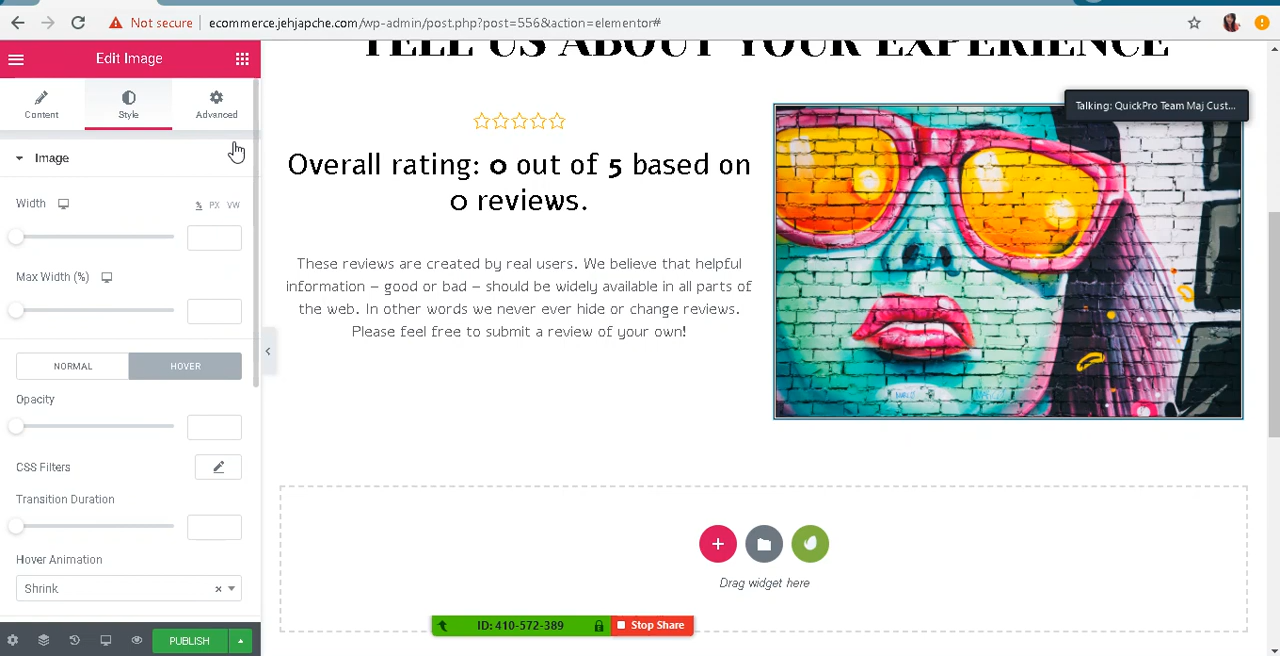 Not secure
ecommerce.jehjapche.com/wp-admin/post.php?post=556&action=elementor#
Edit Image
Content
Style
Advanced
Image
Width
% PX VW
Max Width (%)
NORMAL
HOVER
Opacity
CSS Filters
Transition Duration
Hover Animation
Shrink
PUBLISH
TELL US ABOUT YOUR EXPERIENCE
Talking: QuickPro Team Maj Cust...
Overall rating: 0 out of 5 based on
0 reviews.
These reviews are created by real users. We believe that helpful
information – good or bad – should be widely available in all parts of
the web. In other words we never ever hide or change reviews.
Please feel free to submit a review of your own!
Drag widget here
ID: 410-572-389
Stop Share